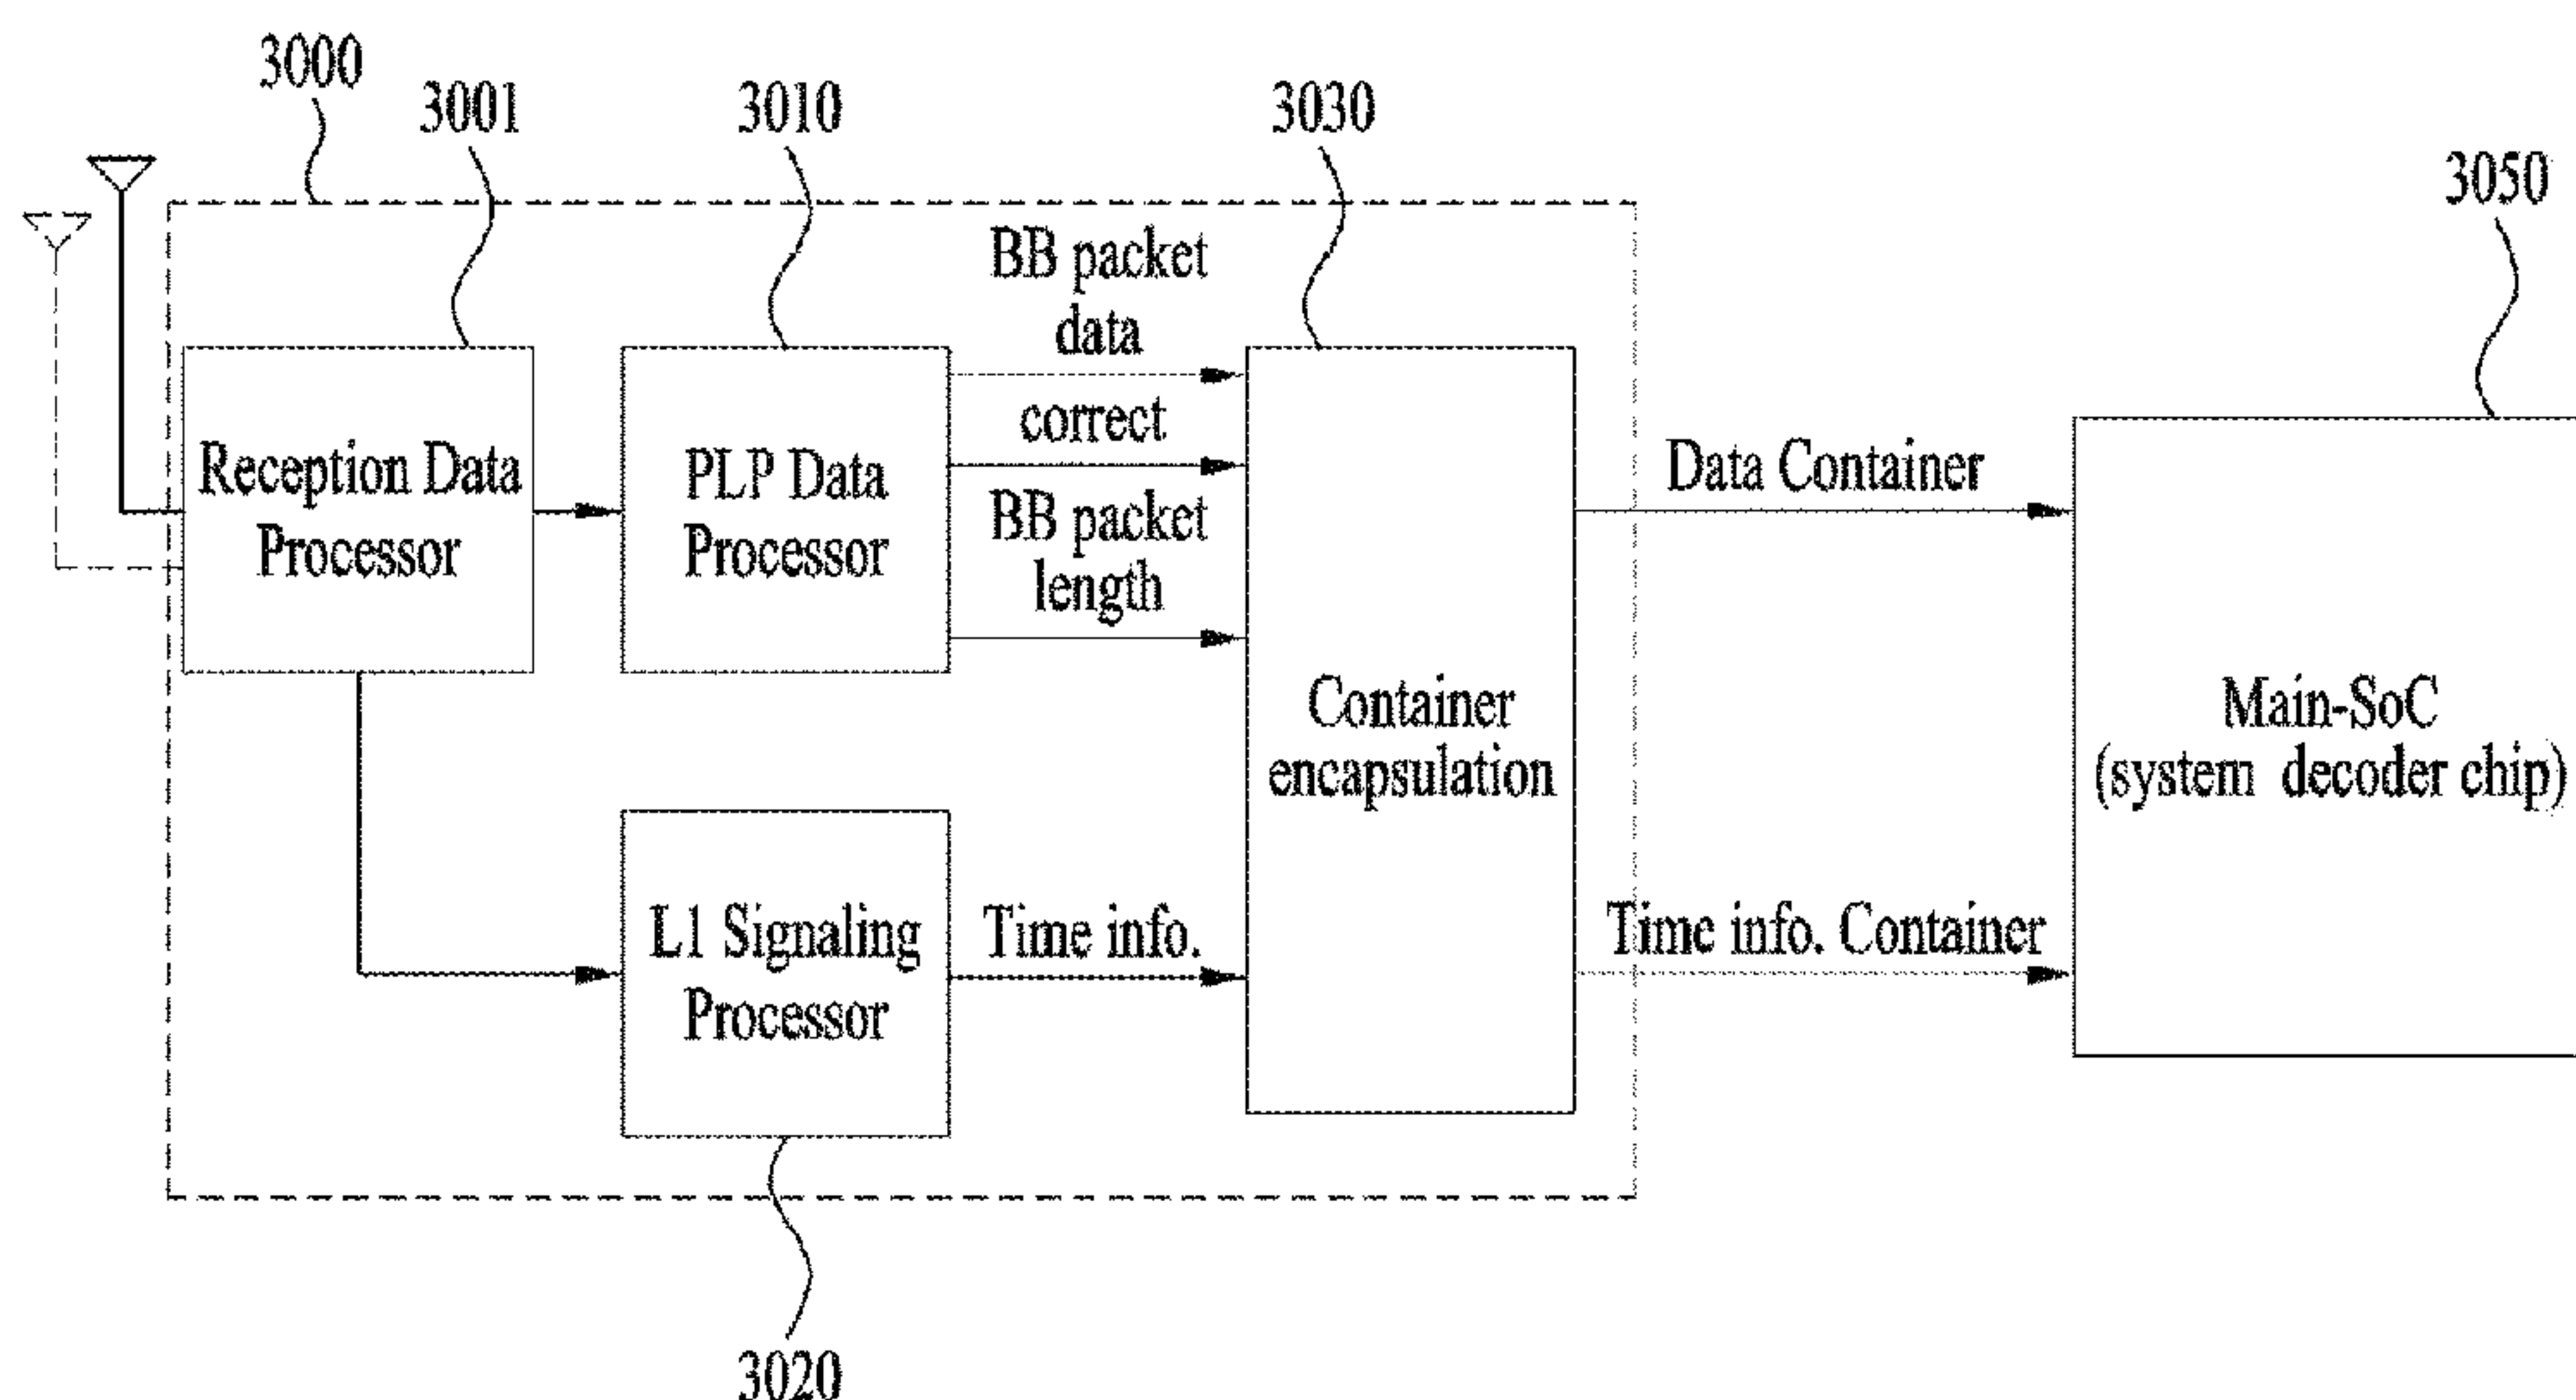 3000
3001
3010
3030
3050
BB packet
data
correct
BB packet
length
Reception Data
Processor
PLP Data
Processor
Container
encapsulation
Data Container
Main-SoC
(system decoder chip)
L1 Signaling
Processor
Time info.
Time info. Container
3020